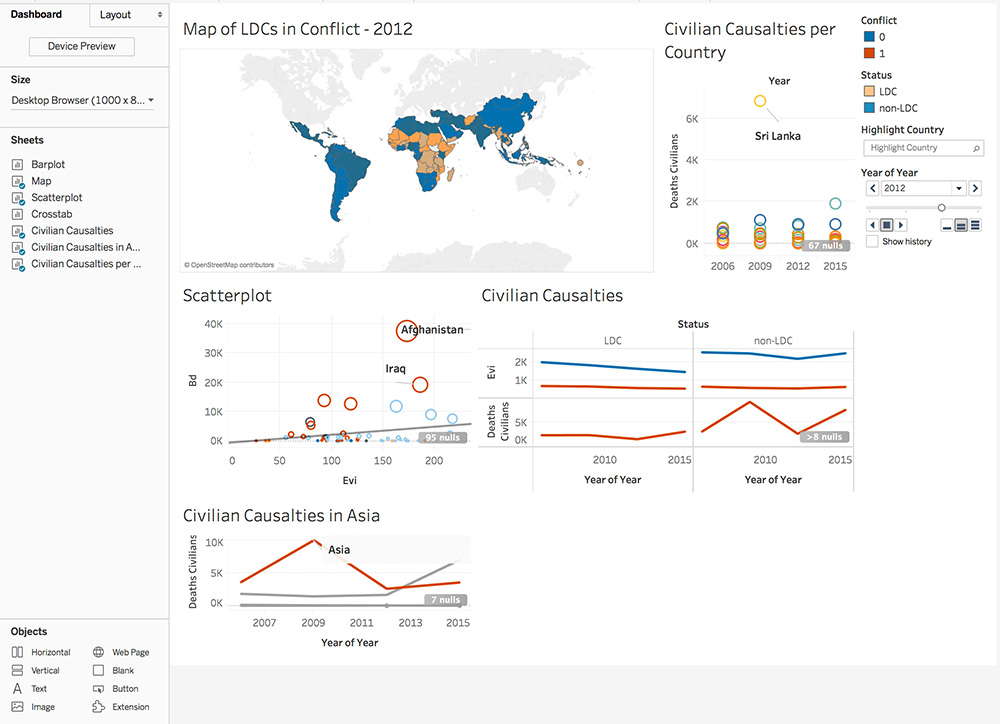 Dashboard
Layout
Device Preview
Size
Desktop Browser (1000 x 8...
Sheets
Barplot
Map
Scatterplot
Crosstab
Civilian Causalties
Civilian Causalties in A...
Civilian Causalties per ...
Objects
Horizontal
Web Page
Vertical
Blank
Text
Button
Image
Extension
Map of LDCs in Conflict - 2012
© OpenStreetMap contributors
Civilian Causalties per
Country
Year
Sri Lanka
Deaths Civilians
6K
4K
2K
0K
67 nulls
2006
2009
2012
2015
Conflict
0
1
Status
LDC
non-LDC
Highlight Country
Highlight Country
Year of Year
2012
Show history
Scatterplot
Bd
40K
30K
20K
10K
0K
Afghanistan
Iraq
95 nulls
0
50
100
150
200
Evi
Civilian Causalties
Status
LDC
non-LDC
Evi
2K
1K
Deaths
Civilians
5K
0K
>8 nulls
2010
2015
2010
2015
Year of Year
Year of Year
Civilian Causalties in Asia
Deaths Civilians
10K
5K
0K
Asia
7 nulls
2007
2009
2011
2013
2015
Year of Year